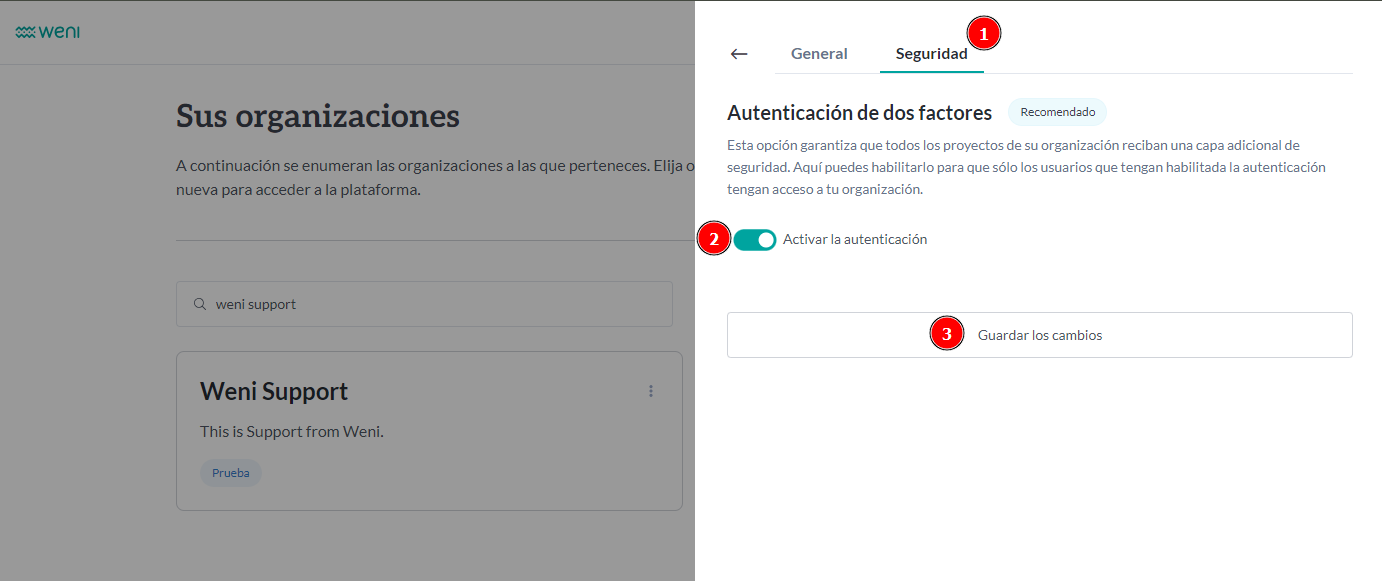 weni
Sus organizaciones
A continuación se enumeran las organizaciones a las que perteneces. Elija o
nueva para acceder a la plataforma.
weni support
Weni Support
This is Support from Weni.
Prueba
General
Seguridad
1
Autenticación de dos factores
Recomendado
Esta opción garantiza que todos los proyectos de su organización reciban una capa adicional de
seguridad. Aquí puedes habilitarlo para que sólo los usuarios que tengan habilitada la autenticación
tengan acceso a tu organización.
2
Activar la autenticación
3
Guardar los cambios